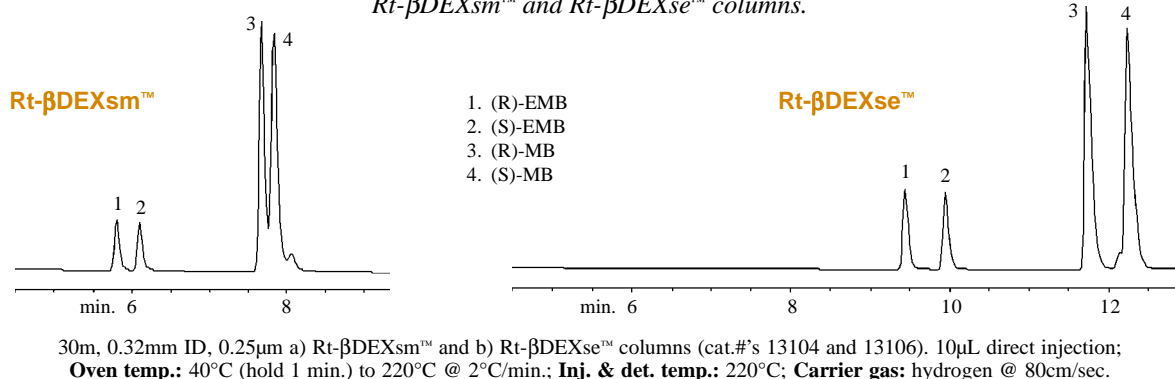 Rt-βDEXsm™ and Rt-βDEXse™ columns.
3
4
Rt-βDEXsm™
1
2
min. 6
8
1. (R)-EMB
2. (S)-EMB
3. (R)-MB
4. (S)-MB
3
4
Rt-βDEXse™
1
2
min. 6
8
10
12
30m, 0.32mm ID, 0.25µm a) Rt-βDEXsm™ and b) Rt-βDEXse™ columns (cat.#'s 13104 and 13106). 10µL direct injection;
Oven temp.: 40°C (hold 1 min.) to 220°C @ 2°C/min.; Inj. & det. temp.: 220°C; Carrier gas: hydrogen @ 80cm/sec.